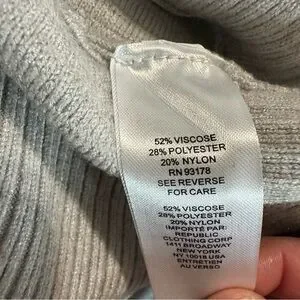 52% VISCOSE
28% POLYESTER
20% NYLON
RN 93178
SEE REVERSE
FOR CARE
52% VISCOSE
28% POLYESTER
20% NYLON
IMPORTÉ PAR:
REPUBLIC
CLOTHING CORP
1411 BROADWAY
NEW YORK
NY 10018 USA
ENTRETIEN
AU VERSO